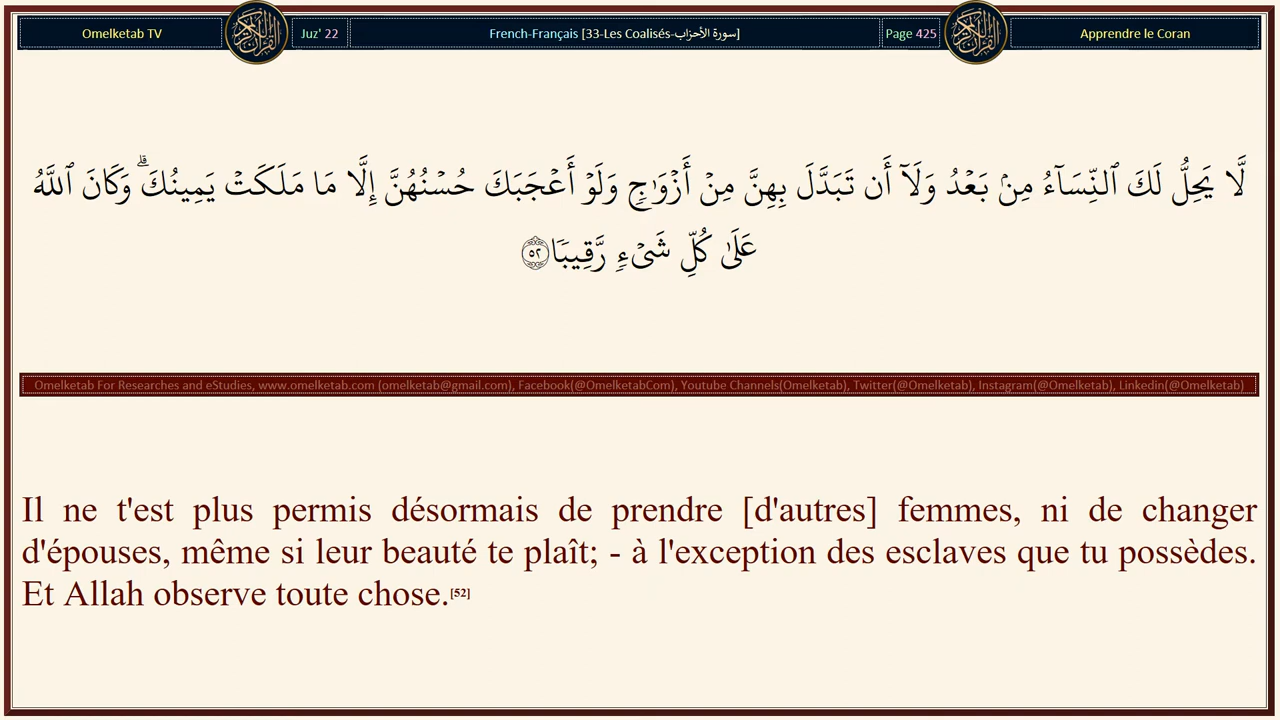 Omelketab TV
Juz' 22
French-Français [33-Les Coalisés-سورة الأحزاب]
Page 425
Apprendre le Coran
لَّا يَحِلُّ لَكَ ٱلنِّسَآءُ مِنۢ بَعۡدُ وَلَآ أَن تَبَدَّلَ بِهِنَّ مِنۡ أَزۡوَٰجٖ وَلَوۡ أَعۡجَبَكَ حُسۡنُهُنَّ إِلَّا مَا مَلَكَتۡ يَمِينُكَۗ وَكَانَ ٱللَّهُ
عَلَىٰ كُلِّ شَيۡءٖ رَّقِيبٗا ٥٢
Omelketab For Researches and eStudies, www.omelketab.com (omelketab@gmail.com), Facebook(@OmelketabCom), Youtube Channels(Omelketab), Twitter(@Omelketab), Instagram(@Omelketab), Linkedin(@Omelketab)
Il ne t'est plus permis désormais de prendre [d'autres] femmes, ni de changer
d'épouses, même si leur beauté te plaît; - à l'exception des esclaves que tu possèdes.
Et Allah observe toute chose.[52]